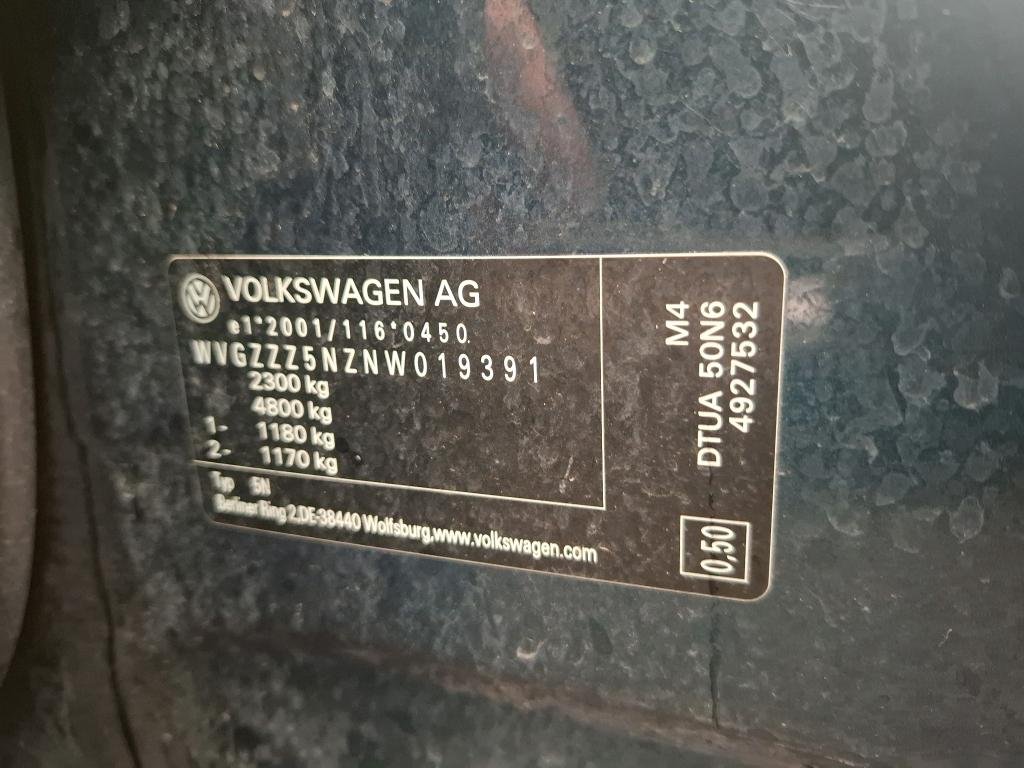 VOLKSWAGEN AG
e1*2001/116*0450
WVGZZZ5NZNW019391
2300 kg
4800 kg
1- 1180 kg
2- 1170 kg
Typ 5N
Berliner Ring 2.DE-38440 Wolfsburg.www.volkswagen.com
M4
DTUA 50N6
4927532
0,50